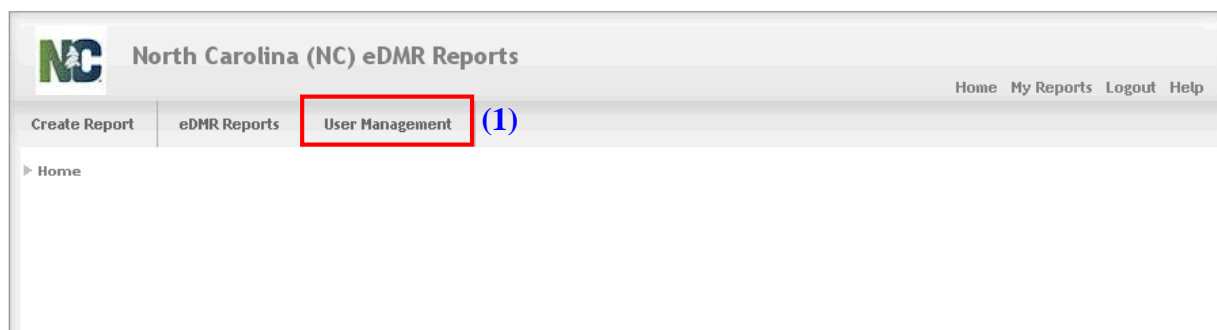 NC
North Carolina (NC) eDMR Reports
Home My Reports Logout Help
Create Report eDMR Reports User Management (1)
Home